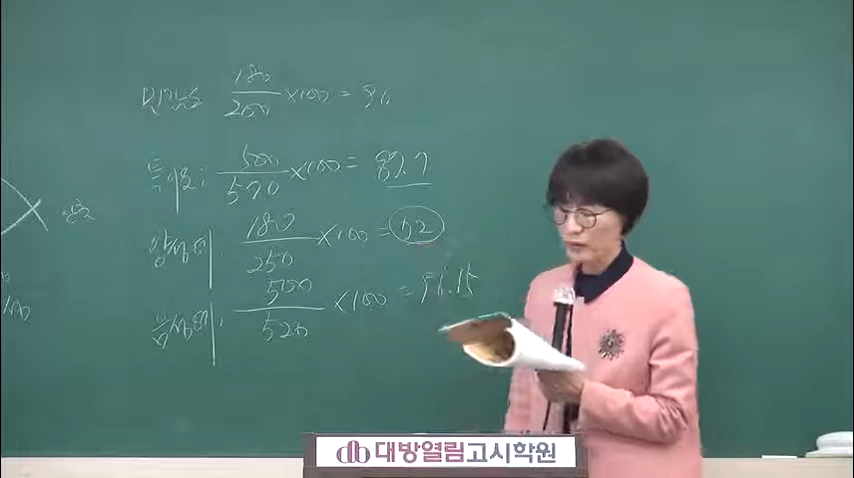 민감도 180/200 ×100 = 90
특이도: 500/570 ×100 = 87.7
양성예 180/250 ×100 = 72
음성예 : 500/520 ×100 = 96.15
db대방열림고시학원